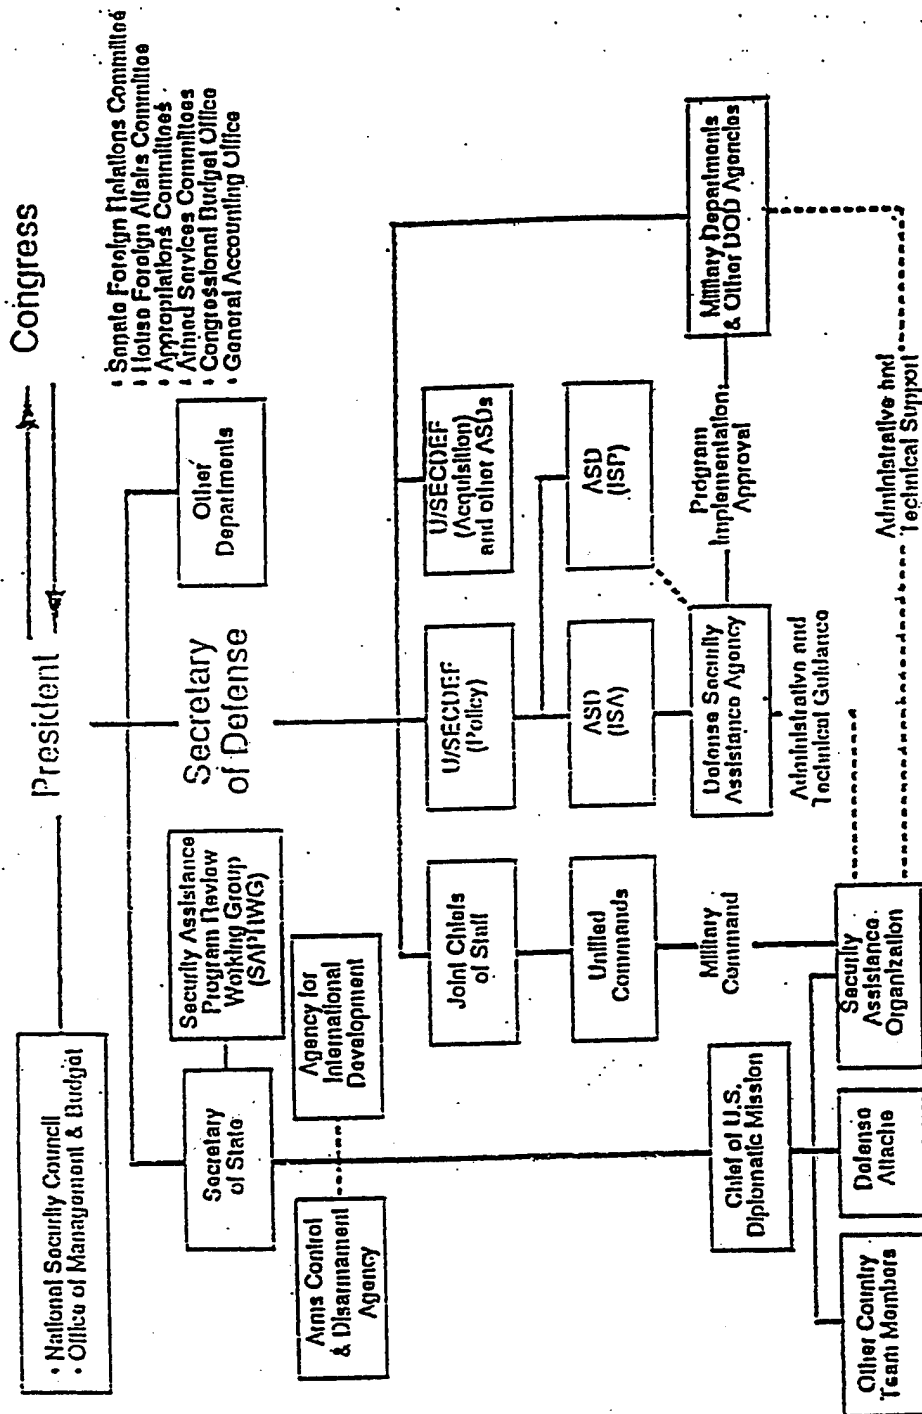 President
Congress
• National Security Council
• Office of Management & Budget
• Senate Foreign Relations Committee
• House Foreign Affairs Committee
• Appropriations Committees
• Armed Services Committees
• Congressional Budget Office
• General Accounting Office
Secretary
of State
Security Assistance
Program Review
Working Group
(SAPRWG)
Secretary
of Defense
Other
Departments
Arms Control
& Disarmament
Agency
Agency for
International
Development
Joint Chiefs
of Staff
U/SECDEF
(Policy)
U/SECDEF
(Acquisition)
and other ASDs
Unified
Commands
ASD
(ISA)
ASD
(ISP)
Military
Command
Chief of U.S.
Diplomatic Mission
Defense Security
Assistance Agency
Program
Implementation
Approval
Military Departments
& Other DOD Agencies
Administrative and
Technical Guidance
Other Country
Team Members
Defense
Attache
Security
Assistance
Organization
Administrative and
Technical Support